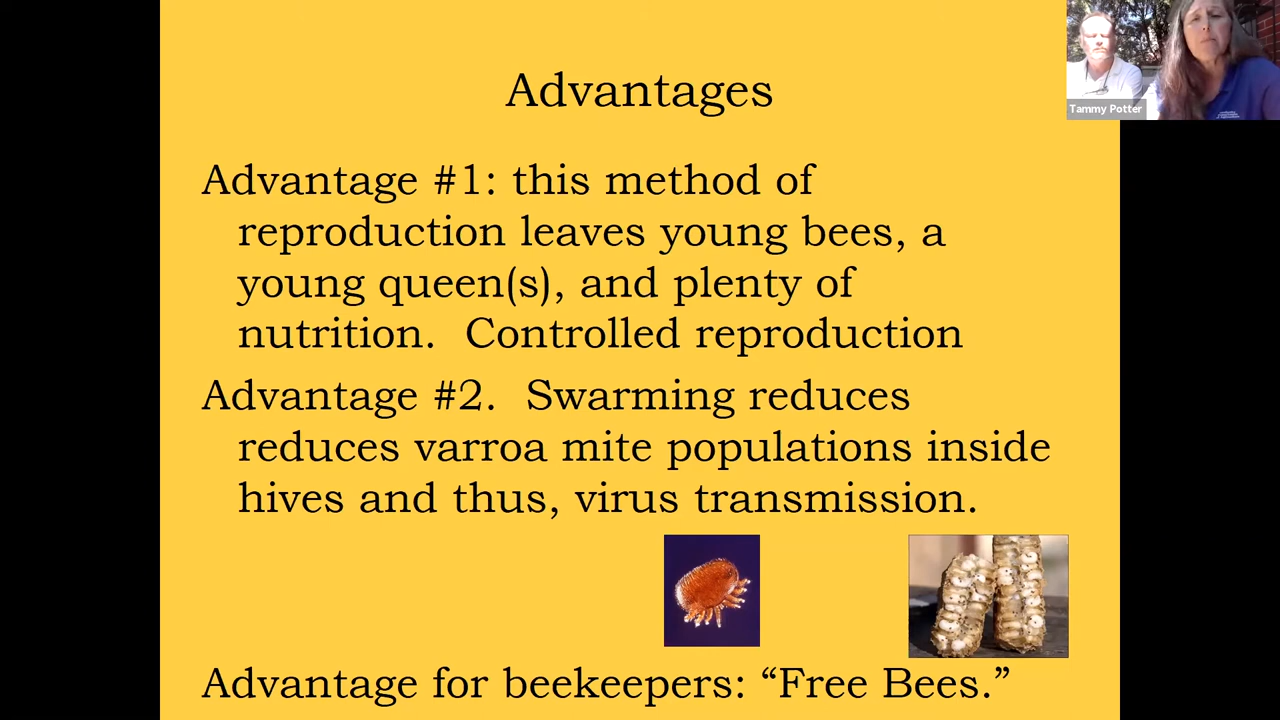 Advantages
Tammy Potter
Advantage #1: this method of
reproduction leaves young bees, a
young queen(s), and plenty of
nutrition.  Controlled reproduction
Advantage #2.  Swarming reduces
reduces varroa mite populations inside
hives and thus, virus transmission.
Advantage for beekeepers: “Free Bees.”